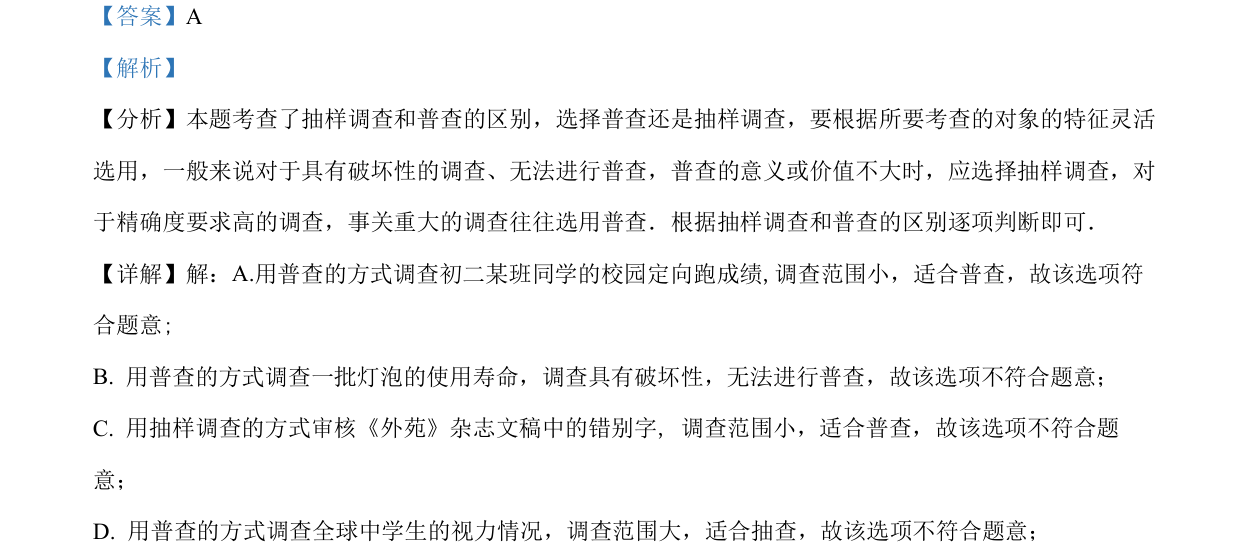 【答案】A
【解析】
【分析】本题考查了抽样调查和普查的区别，选择普查还是抽样调查，要根据所要考查的对象的特征灵活
选用，一般来说对于具有破坏性的调查、无法进行普查，普查的意义或价值不大时，应选择抽样调查，对
于精确度要求高的调查，事关重大的调查往往选用普查．根据抽样调查和普查的区别逐项判断即可．
【详解】解：A.用普查的方式调查初二某班同学的校园定向跑成绩,调查范围小，适合普查，故该选项符
合题意;
B. 用普查的方式调查一批灯泡的使用寿命，调查具有破坏性，无法进行普查，故该选项不符合题意；
C. 用抽样调查的方式审核《外苑》杂志文稿中的错别字, 调查范围小，适合普查，故该选项不符合题
意；
D. 用普查的方式调查全球中学生的视力情况，调查范围大，适合抽查，故该选项不符合题意；